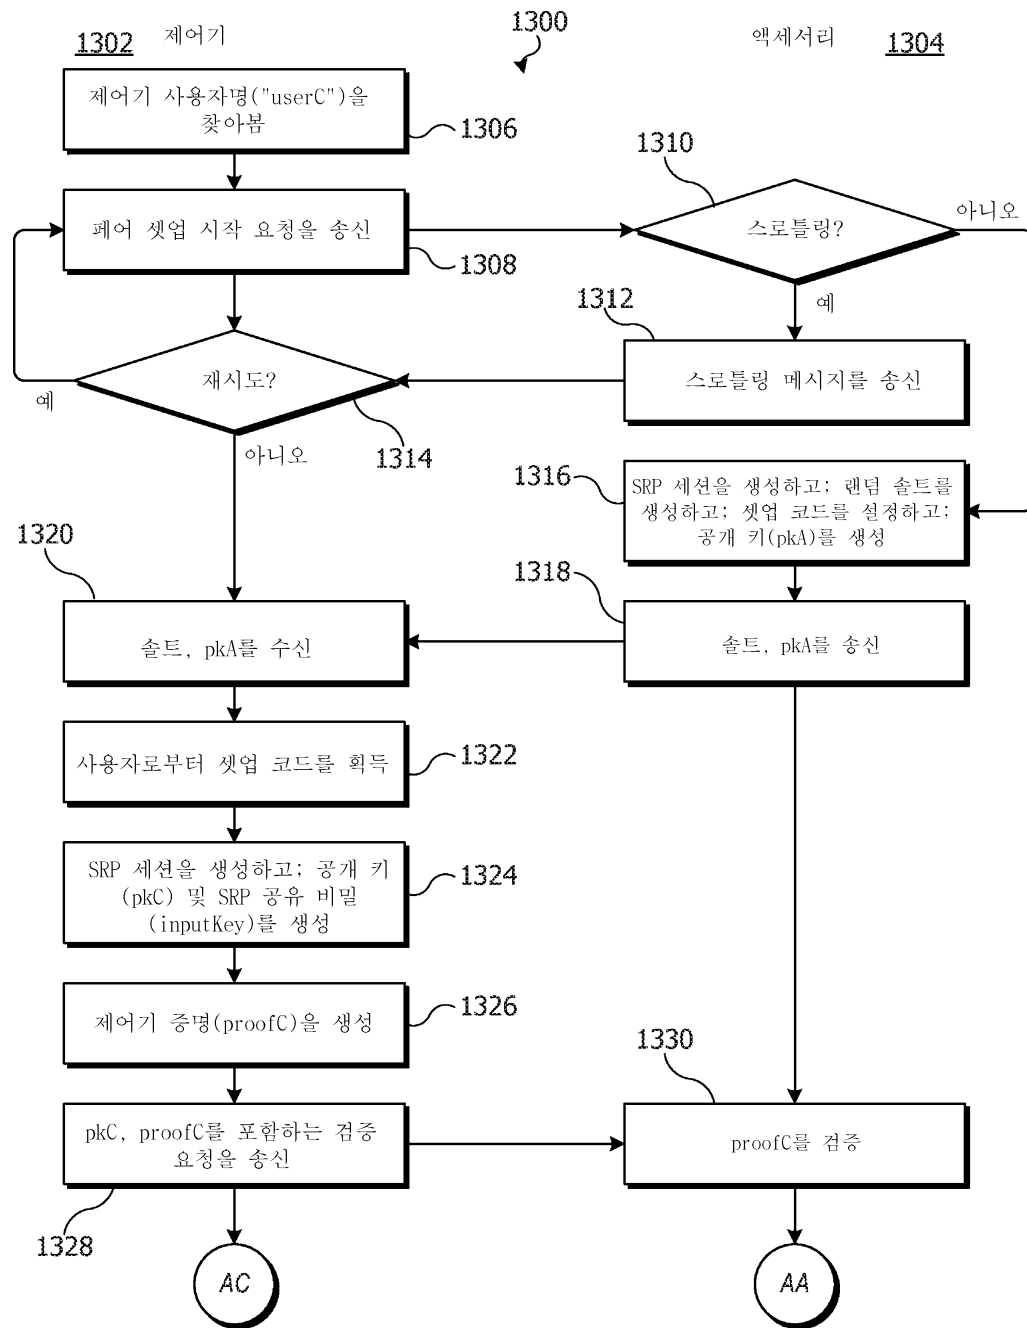 1300
1302 제어기
액세서리 1304
제어기 사용자명("userC")을
찾아봄
1306
1310
페어 셋업 시작 요청을 송신
1308
스로틀링?
아니오
예
1312
스로틀링 메시지를 송신
재시도?
예
1314
아니오
1316
SRP 세션을 생성하고; 랜덤 솔트를
생성하고; 셋업 코드를 설정하고;
공개 키(pkA)를 생성
1320
1318
솔트, pkA를 수신
솔트, pkA를 송신
사용자로부터 셋업 코드를 획득
1322
SRP 세션을 생성하고; 공개 키
(pkC) 및 SRP 공유 비밀
(inputKey)를 생성
1324
제어기 증명(proofC)을 생성
1326
1330
pkC, proofC를 포함하는 검증
요청을 송신
1328
proofC를 검증
AC
AA